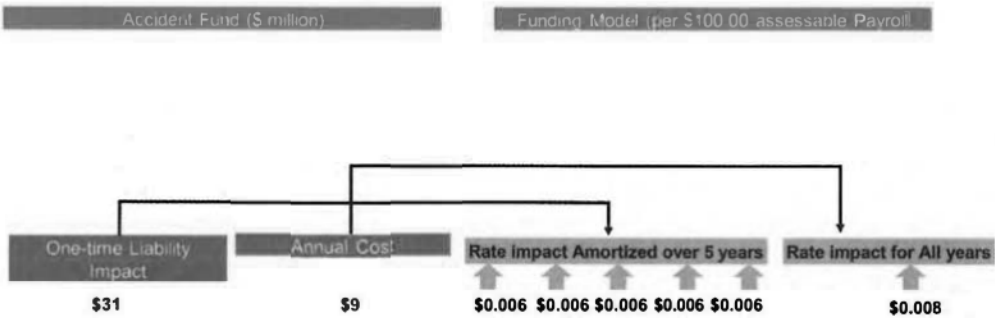 Accident Fund ($ million)
Funding Model (per $100.00 assessable Payroll
One-time Liability
Impact
Annual Cost
Rate impact Amortized over 5 years
Rate impact for All years
$31
$9
$0.006 $0.006 $0.006 $0.006 $0.006
$0.008